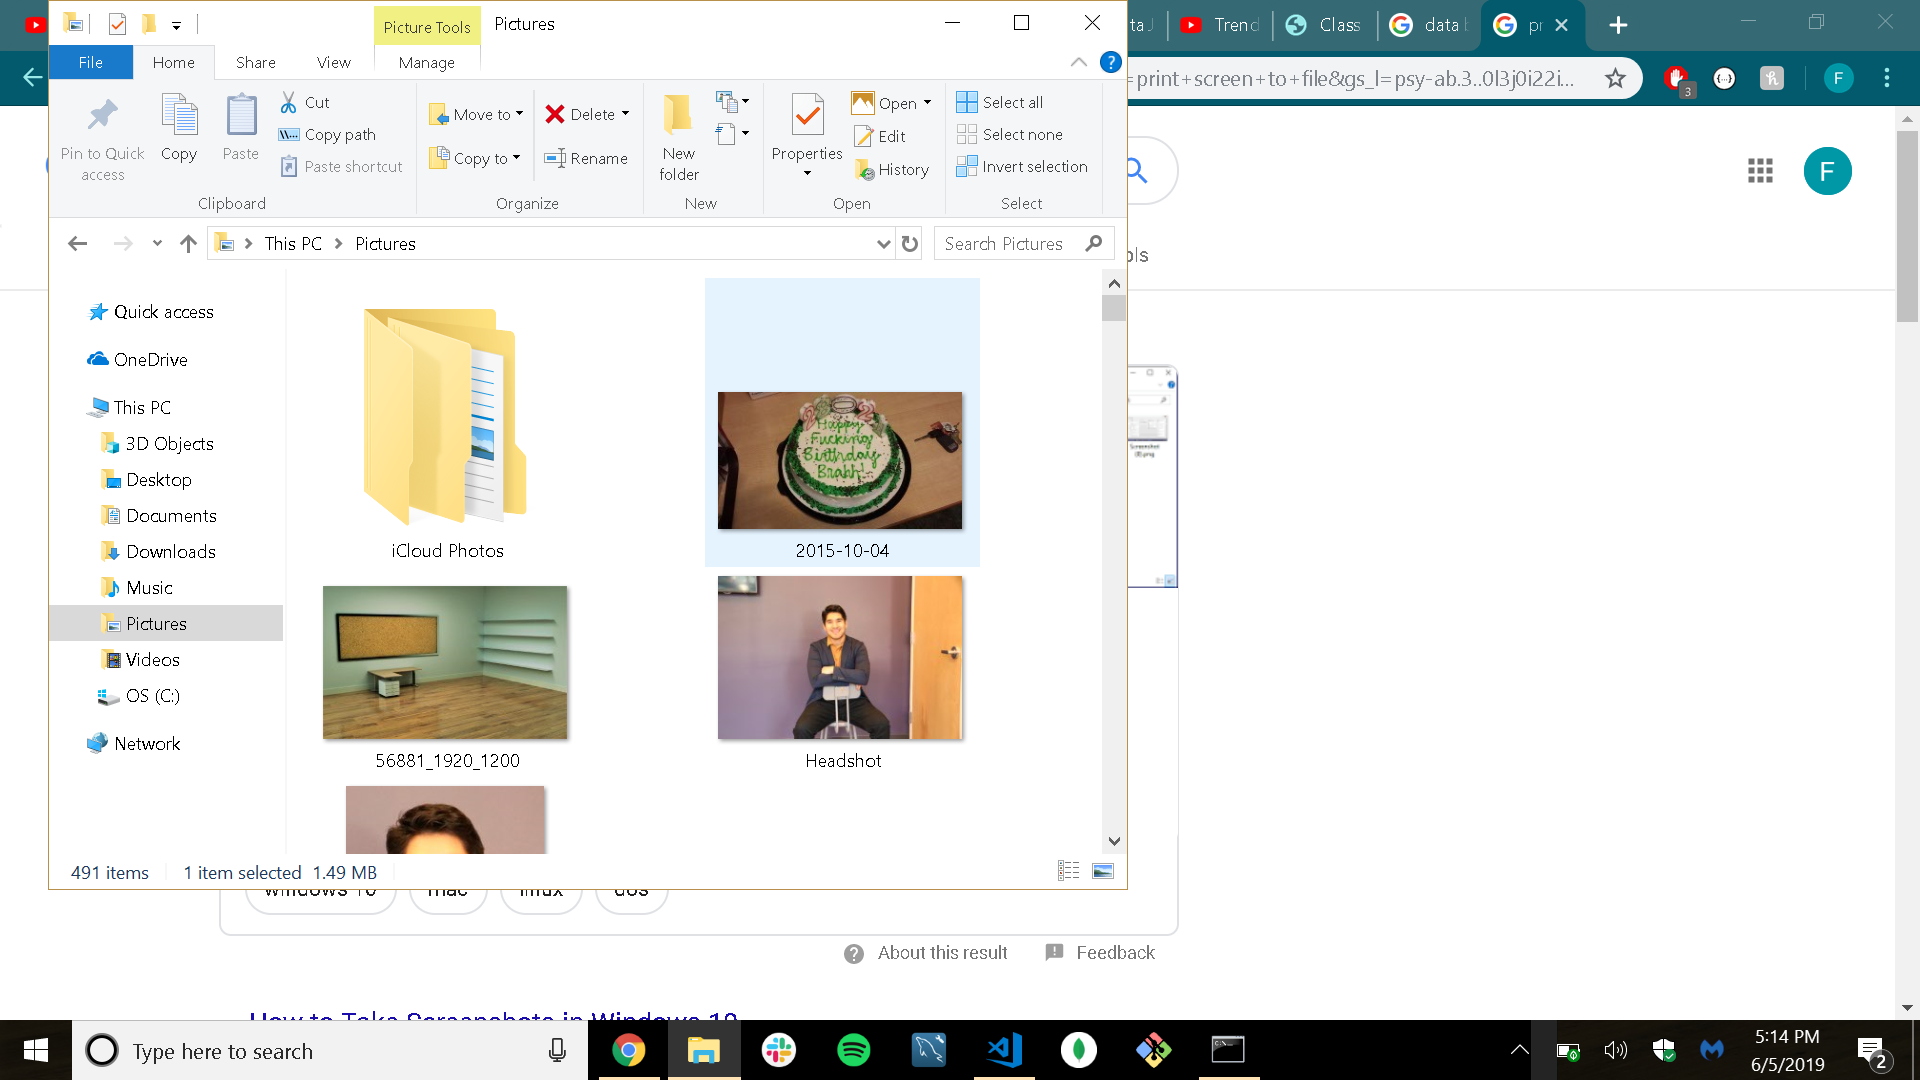 Picture Tools
Pictures
Trend
Class
data
File
Home
Share
View
Manage
=print+screen+to+file&gs_l=psy-ab.3..0l3j0i22i...
3
F
Pin to Quick access
Copy
Paste
Cut
Copy path
Paste shortcut
Clipboard
Move to
Copy to
Delete
Rename
Organize
New folder
New
Properties
Open
Edit
History
Open
Select all
Select none
Invert selection
Select
F
This PC
Pictures
Search Pictures
Quick access
OneDrive
This PC
3D Objects
Desktop
Documents
Downloads
Music
Pictures
Videos
OS (C:)
Network
iCloud Photos
Happy
Fucking
Birthday
Brahh!
2015-10-04
56881_1920_1200
Headshot
491 items
1 item selected 1.49 MB
windows 10
mac
linux
dos
About this result
Feedback
How to Take Screenshots in Windows 10
Type here to search
5:14 PM
6/5/2019
2